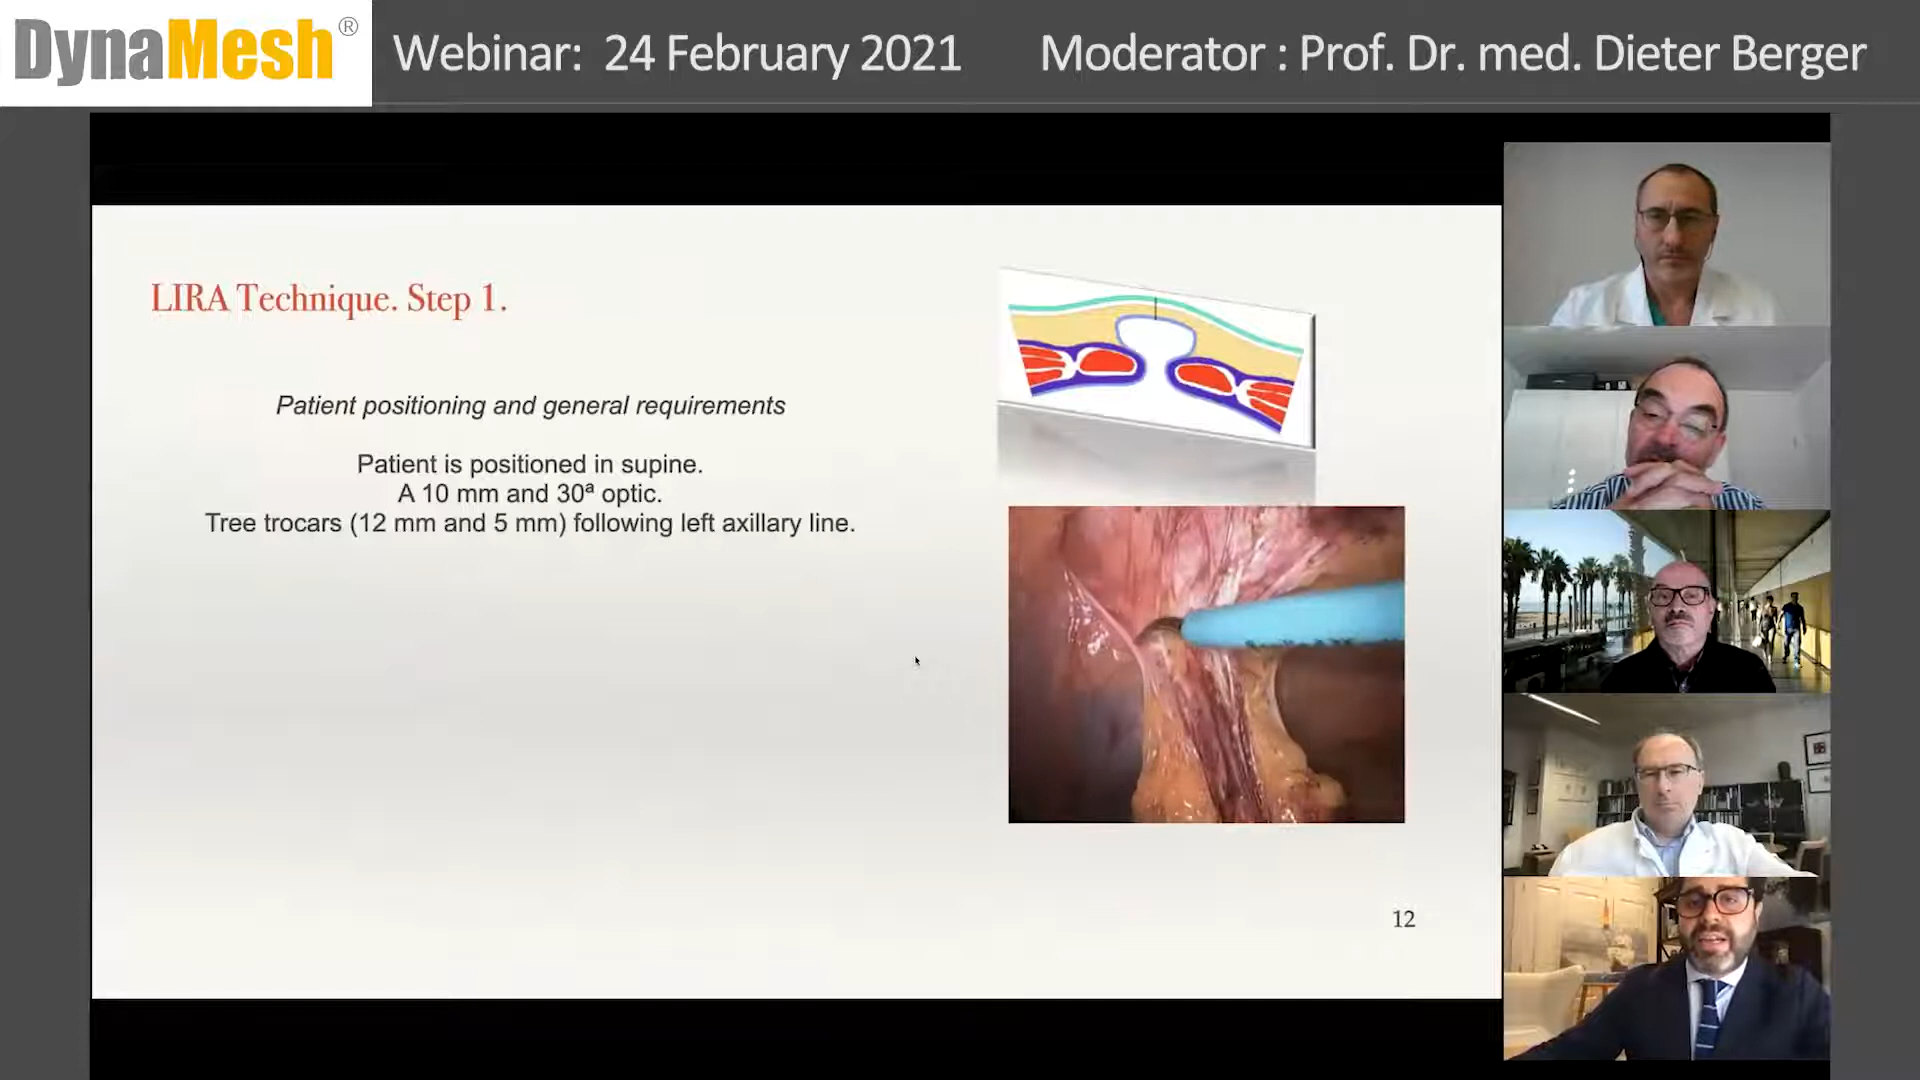 DynaMesh®
Webinar: 24 February 2021
Moderator : Prof. Dr. med. Dieter Berger
LIRA Technique. Step 1.
Patient positioning and general requirements
Patient is positioned in supine.
A 10 mm and 30ª optic.
Tree trocars (12 mm and 5 mm) following left axillary line.
12